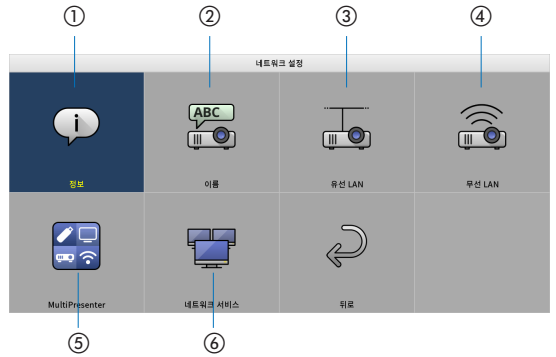 ① ② ③ ④
네트워크 설정
ABC
i
정보 이름 유선 LAN 무선 LAN
MultiPresenter 네트워크 서비스 뒤로
⑤ ⑥